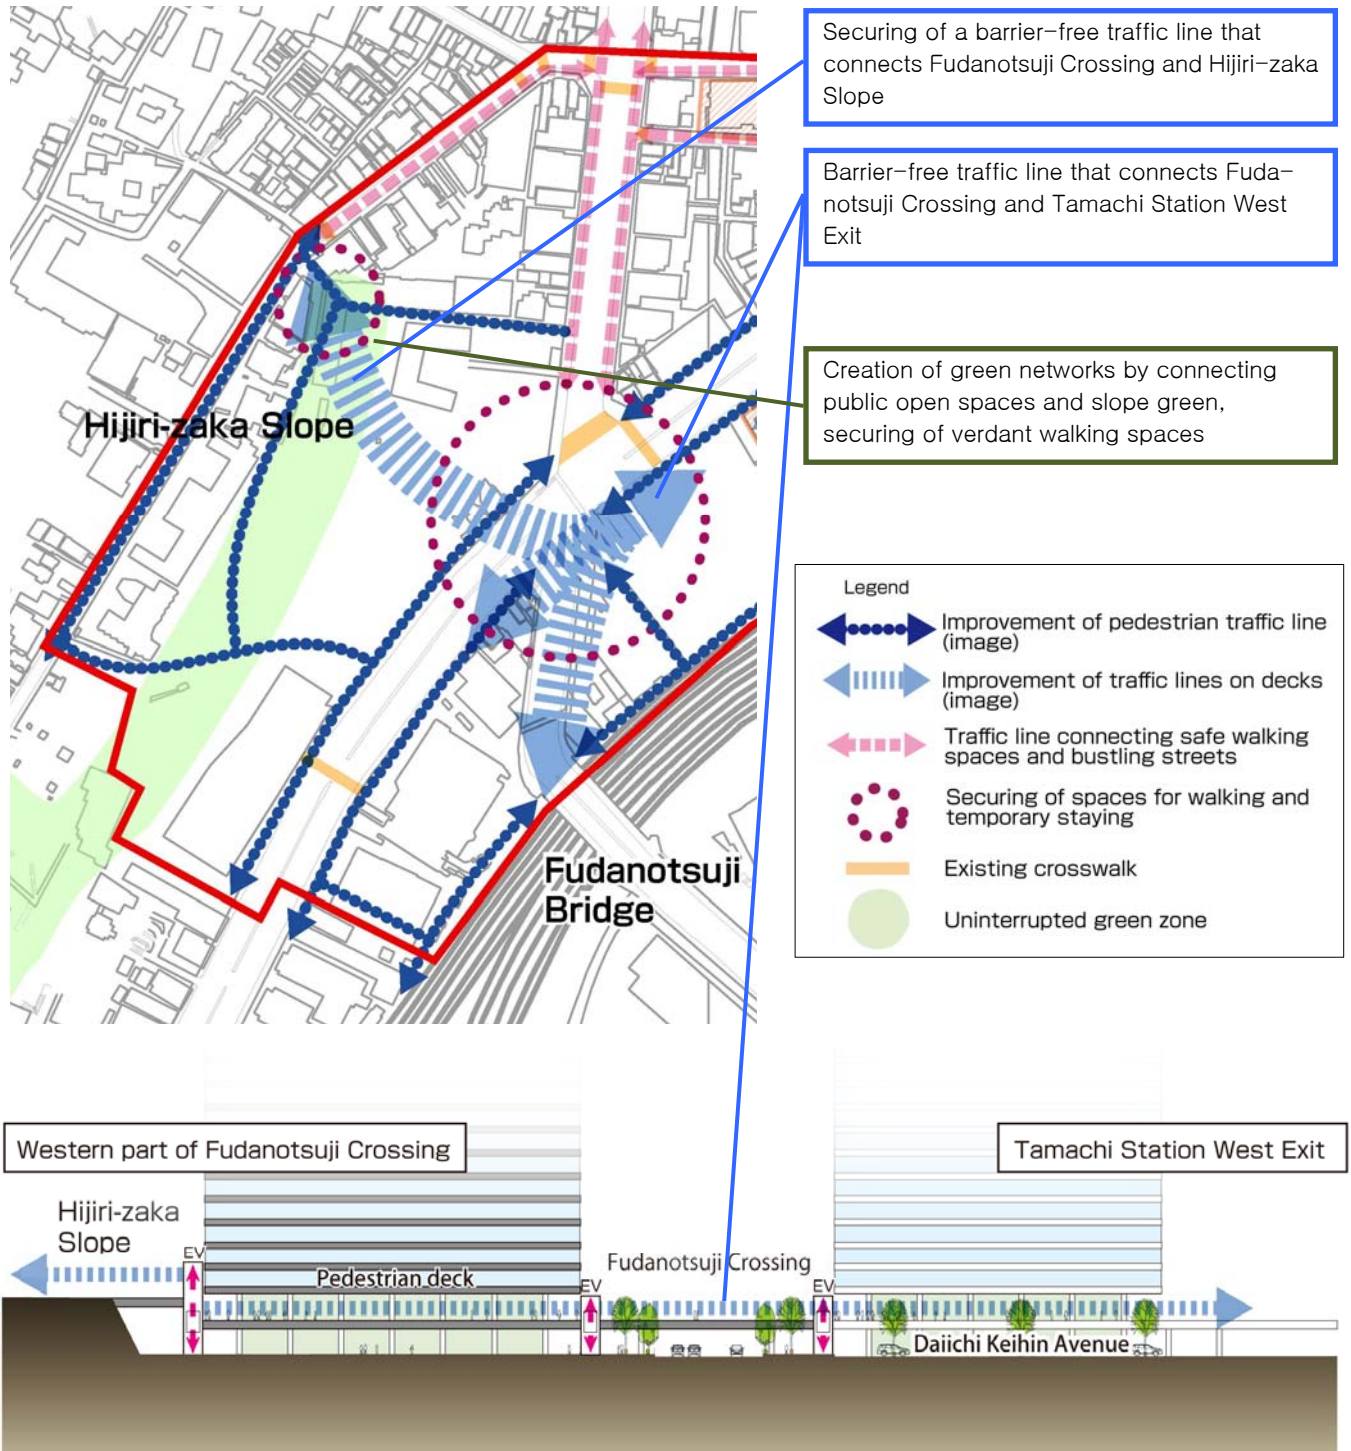 Securing of a barrier-free traffic line that
connects Fudanotsuji Crossing and Hijiri-zaka
Slope
Barrier-free traffic line that connects Fuda-
notsuji Crossing and Tamachi Station West
Exit
Creation of green networks by connecting
public open spaces and slope green,
securing of verdant walking spaces
Hijiri-zaka Slope
Fudanotsuji
Bridge
Legend
Improvement of pedestrian traffic line
(image)
Improvement of traffic lines on decks
(image)
Traffic line connecting safe walking
spaces and bustling streets
Securing of spaces for walking and
temporary staying
Existing crosswalk
Uninterrupted green zone
Western part of Fudanotsuji Crossing
Tamachi Station West Exit
Hijiri-zaka
Slope
EV
Pedestrian deck
Fudanotsuji Crossing
EV
EV
Daiichi Keihin Avenue